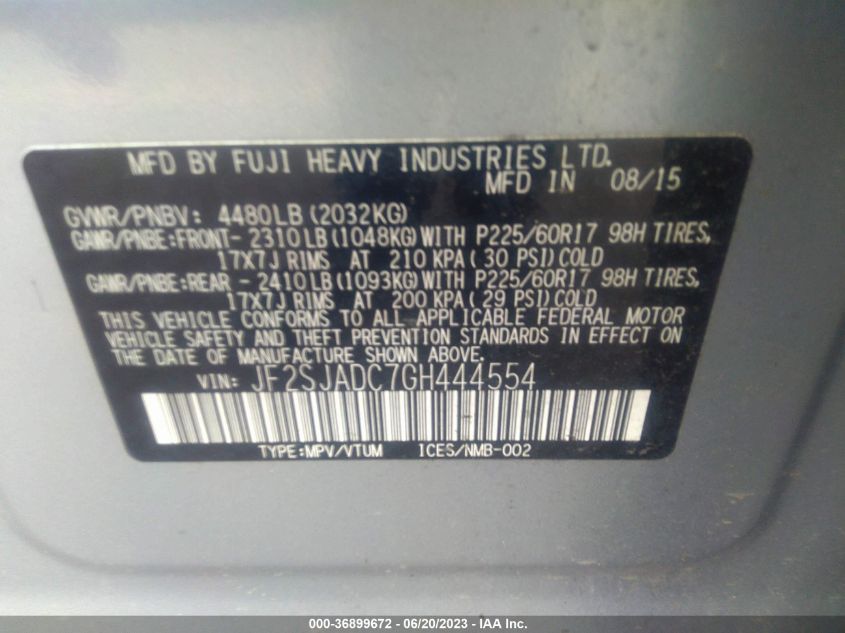 MFD BY FUJI HEAVY INDUSTRIES LTD.
MFD IN 08/15
GVWR/PNBV: 4480LB(2032KG)
GAWR/PNBE:FRONT- 2310LB(1048KG)WITH P225/60R17 98H TIRES,
17X7J RIMS AT 210 KPA(30 PSI)COLD
GAWR/PNBE:REAR - 2410LB(1093KG)WITH P225/60R17 98H TIRES,
17X7J RIMS AT 200 KPA(29 PSI)COLD
THIS VEHICLE CONFORMS TO ALL APPLICABLE FEDERAL MOTOR
VEHICLE SAFETY AND THEFT PREVENTION STANDARDS IN EFFECT ON
THE DATE OF MANUFACTURE SHOWN ABOVE.
VIN: JF2SJADC7GH444554
TYPE:MPV/VTUM ICES/NMB-002
000-36899672 - 06/20/2023 - IAA Inc.